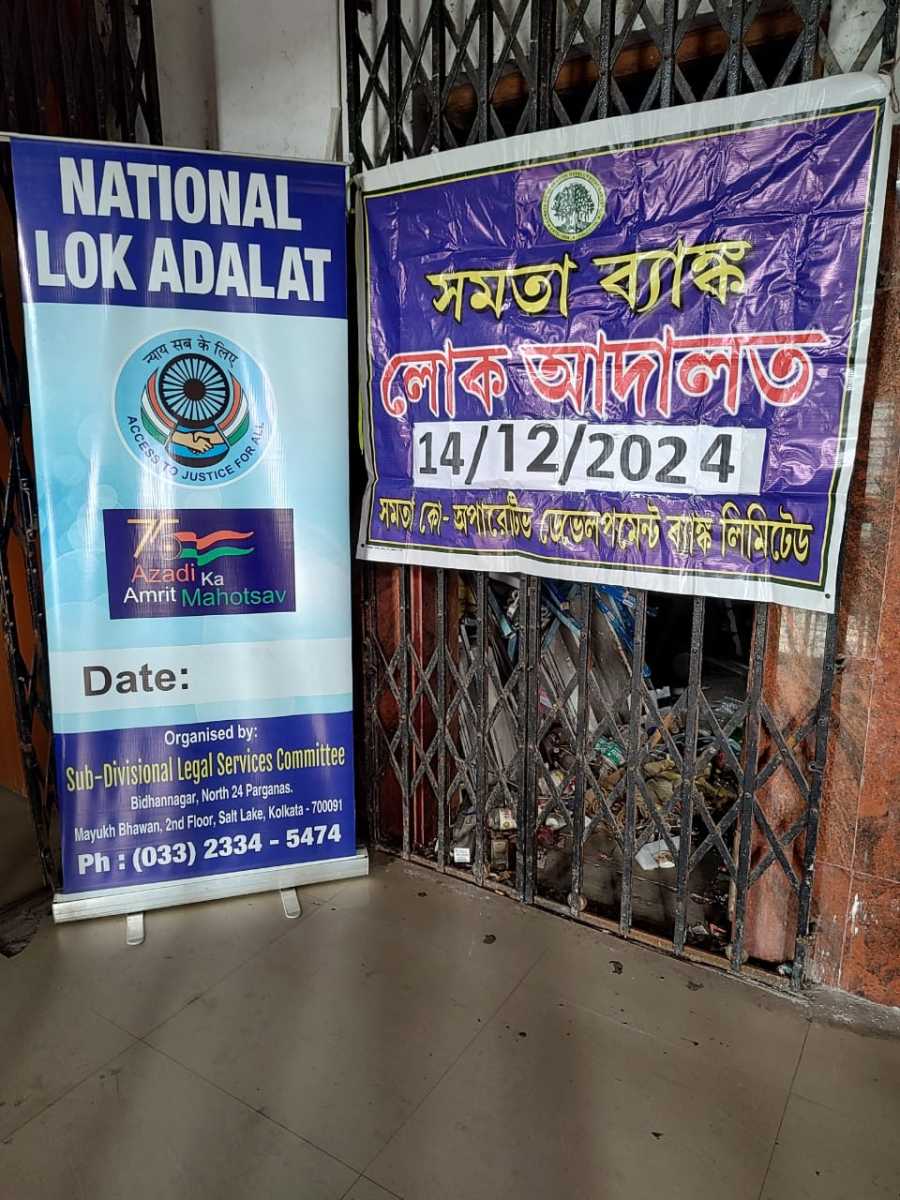 NATIONAL
LOK ADALAT
न्याय सब के लिए
ACCESS TO JUSTICE FOR ALL
75
Azadi Ka
Amrit Mahotsav
Date:
Organised by:
Sub-Divisional Legal Services Committee
Bidhannagar, North 24 Parganas.
Mayukh Bhawan, 2nd Floor, Salt Lake, Kolkata - 700091
Ph : (033) 2334 - 5474
সমতা ব্যাঙ্ক
লোক আদালত
14/12/2024
সমতা কো- অপারেটিভ ডেভেলপমেন্ট ব্যাঙ্ক লিমিটেড